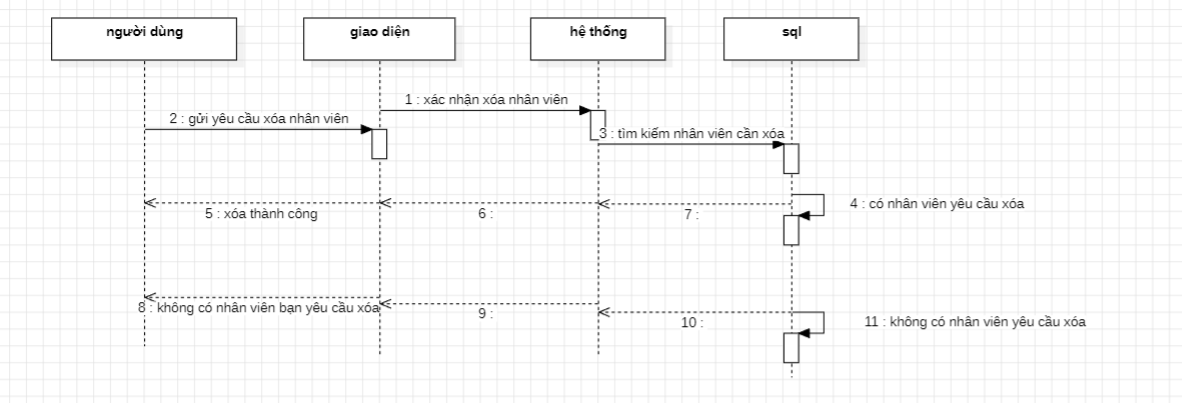 người dùng
giao diện
hệ thống
sql
1 : xác nhận xóa nhân viên
2 : gửi yêu cầu xóa nhân viên
3 : tìm kiếm nhân viên cần xóa
4 : có nhân viên yêu cầu xóa
5 : xóa thành công
6 :
7 :
8 : không có nhân viên bạn yêu cầu xóa
9 :
10 :
11 : không có nhân viên yêu cầu xóa